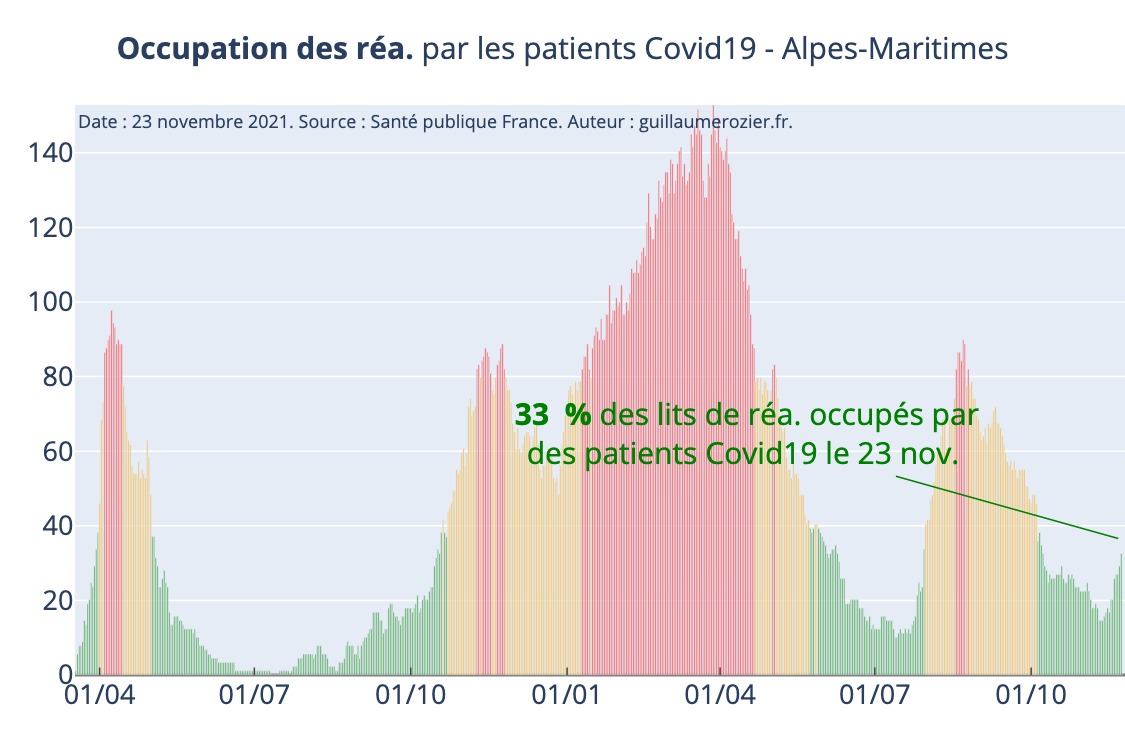 Occupation des réa. par les patients Covid19 - Alpes-Maritimes
Date : 23 novembre 2021. Source : Santé publique France. Auteur : guillaumerozier.fr.
140
120
100
80
33 % des lits de réa. occupés par
des patients Covid19 le 23 nov.
60
40
20
0
01/04 01/07 01/10 01/01 01/04 01/07 01/10